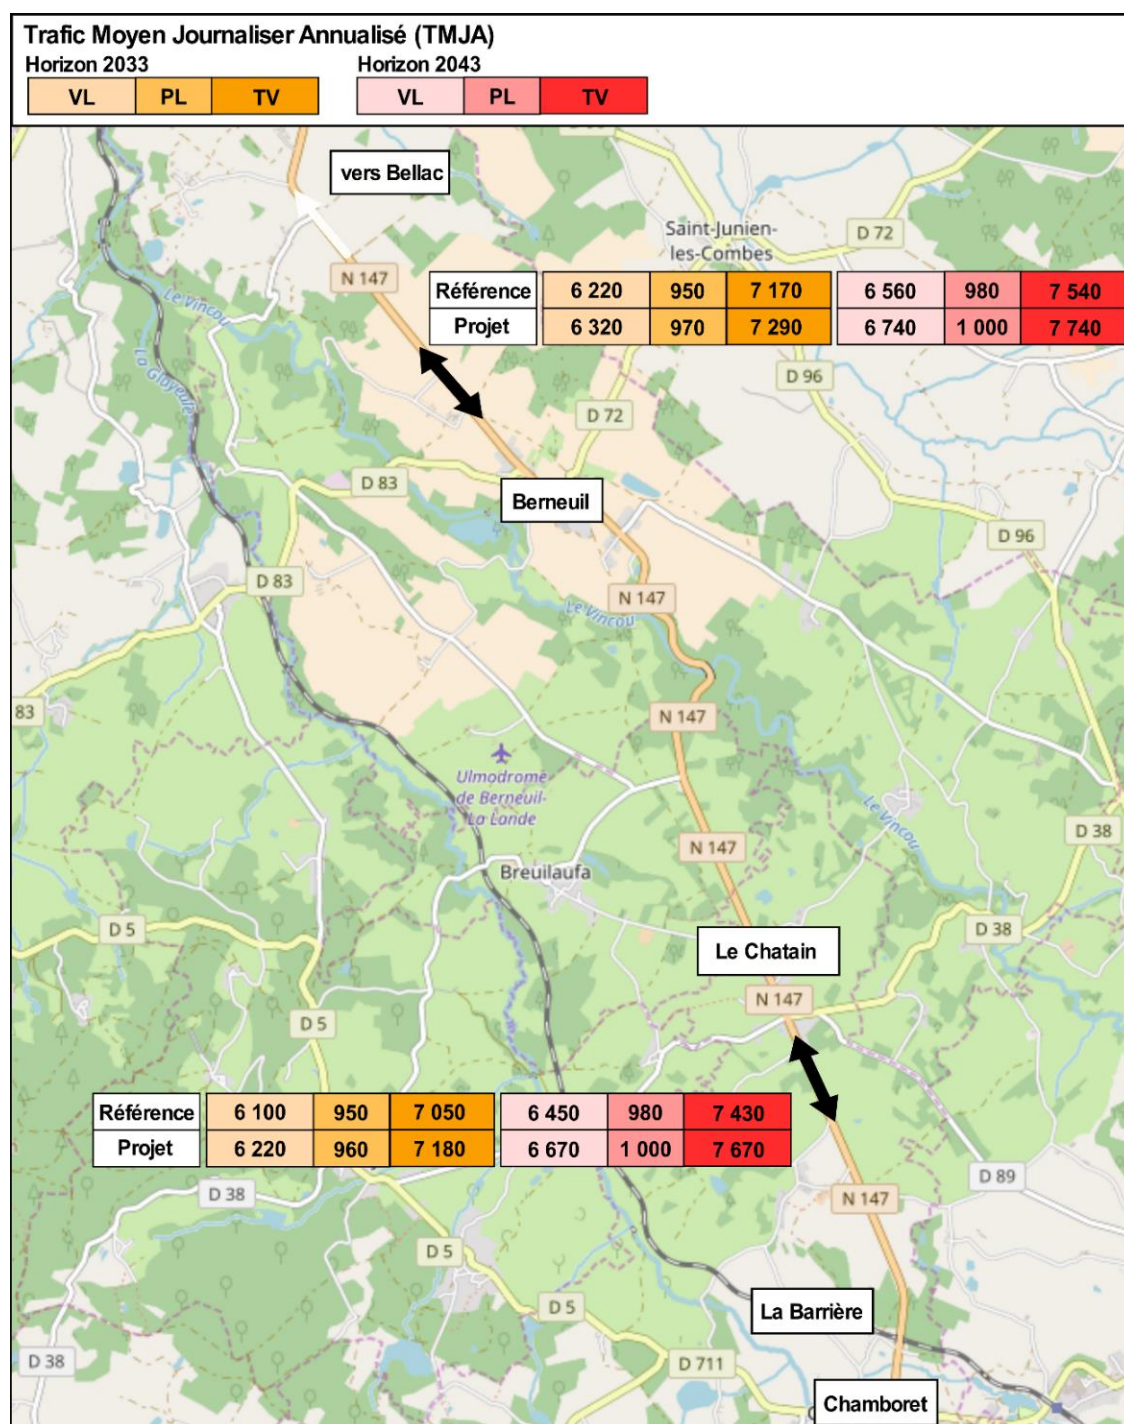 Trafic Moyen Journaliser Annualisé (TMJA)
Horizon 2033 Horizon 2043
VL PL TV VL PL TV
vers Bellac
Saint-Junien-
les-Combes
D 72
N 147
Le Vincou
Référence 6 220 950 7 170 6 560 980 7 540
Projet 6 320 970 7 290 6 740 1 000 7 740
La Glayeule
D 96
D 72
D 83
Berneuil
D 96
D 83
N 147
Le Vincou
83
N 147
Ulmodrome
de Berneuil-
La Lande
Le Vincou
N 147
D 38
Breuilaufa
D 5
D 38
Le Chatain
N 147
D 5
Référence 6 100 950 7 050 6 450 980 7 430
Projet 6 220 960 7 180 6 670 1 000 7 670
D 38
D 89
N 147
D 5
D 5
La Barrière
D 38
D 711
Chamboret